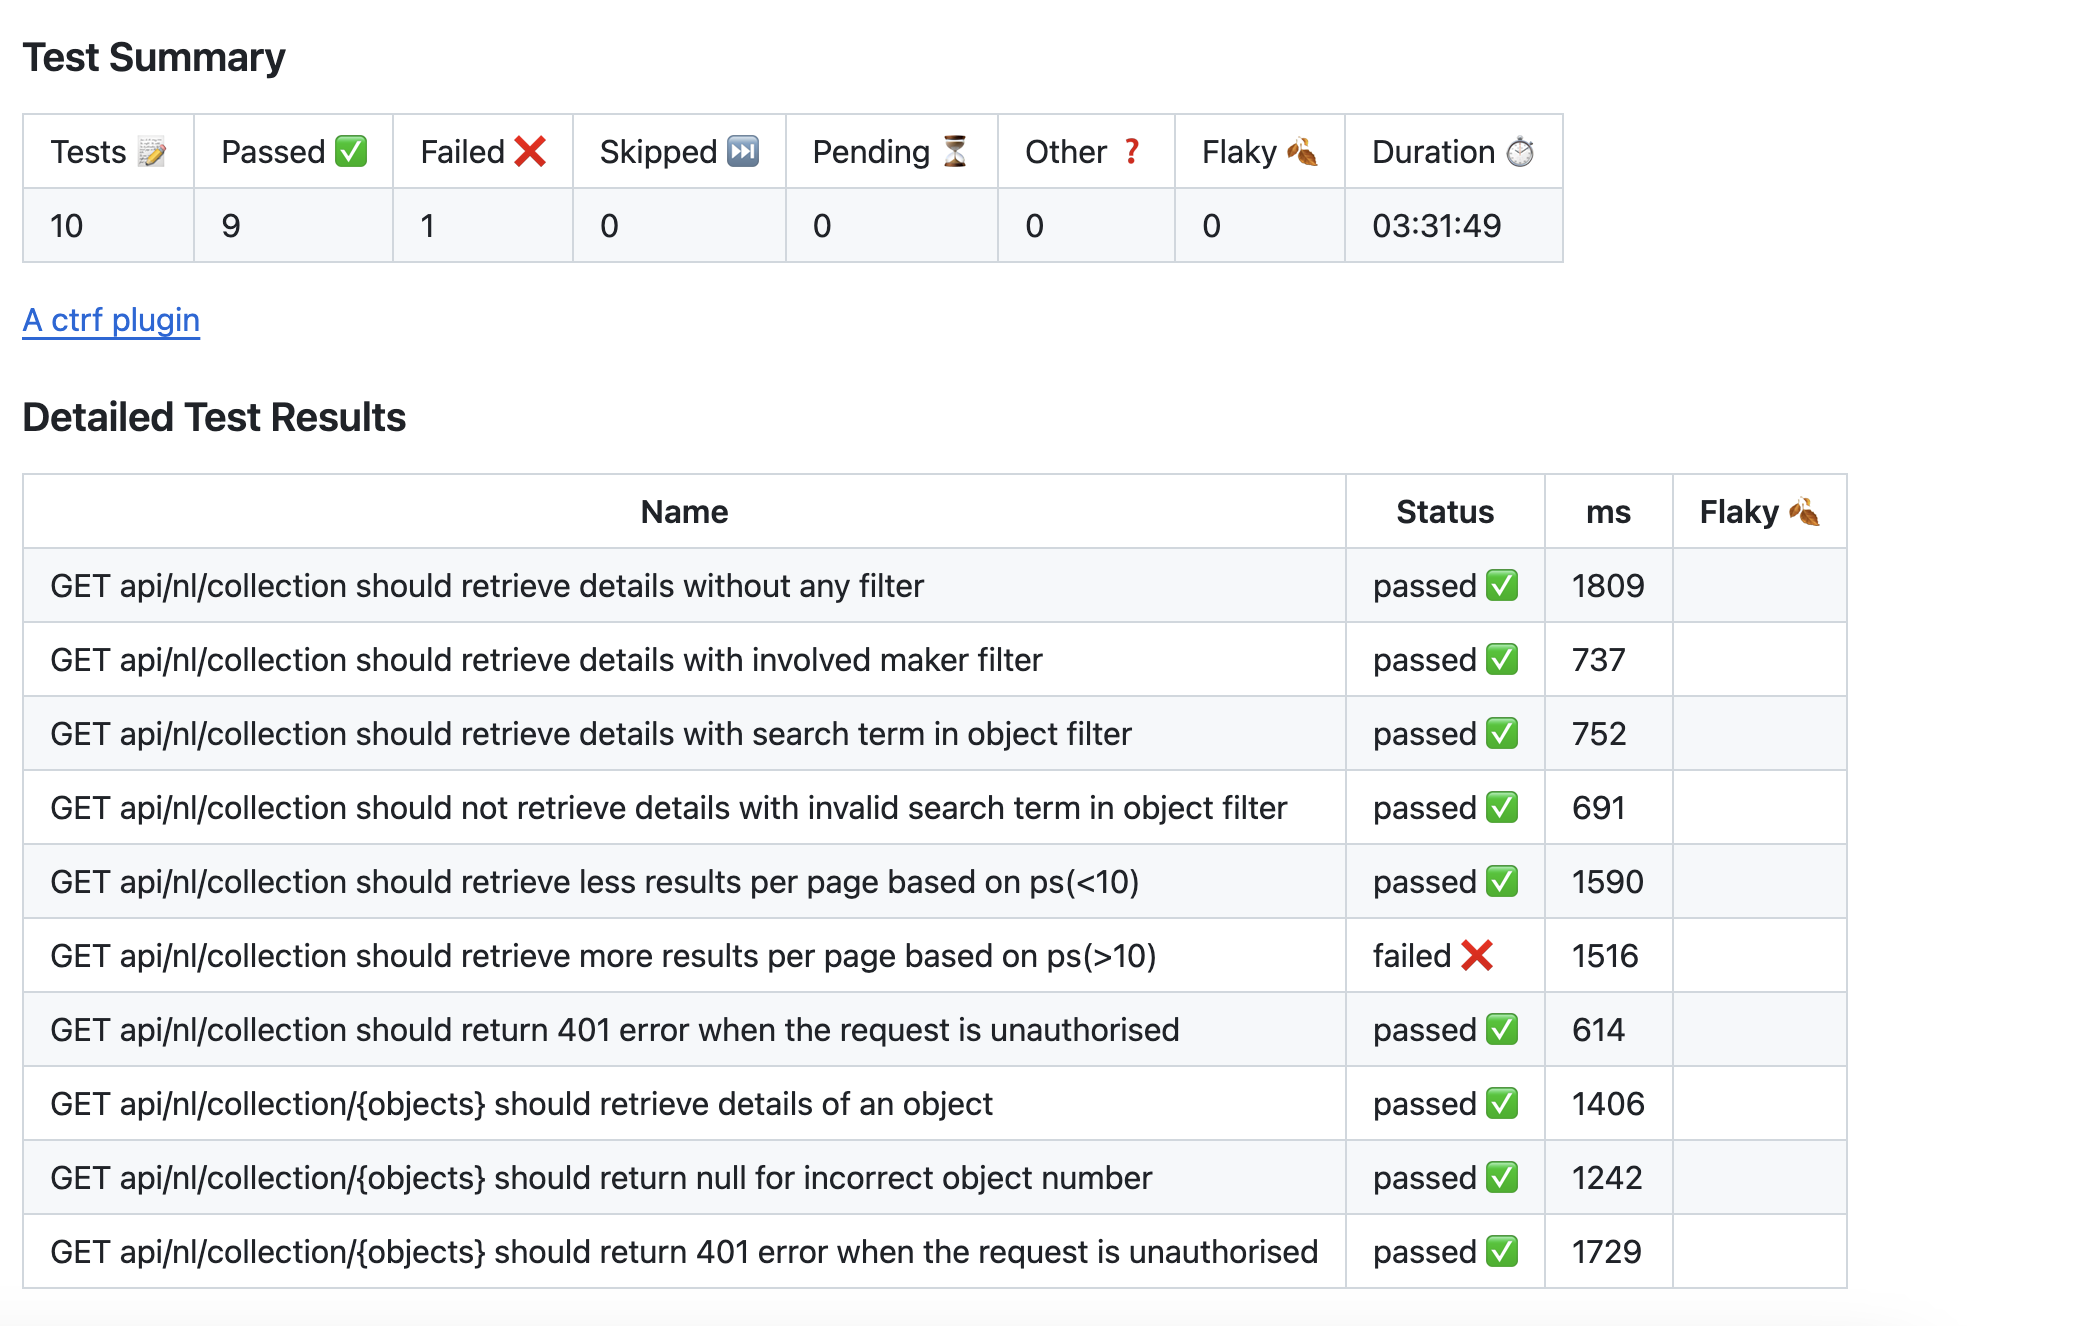 Test Summary
Tests 📝 Passed ✅ Failed ❌ Skipped ⏭️ Pending ⏳ Other ❓ Flaky 🍂 Duration ⏱️
10 9 1 0 0 0 0 03:31:49
A ctrf plugin
Detailed Test Results
Name Status ms Flaky 🍂
GET api/nl/collection should retrieve details without any filter passed ✅ 1809
GET api/nl/collection should retrieve details with involved maker filter passed ✅ 737
GET api/nl/collection should retrieve details with search term in object filter passed ✅ 752
GET api/nl/collection should not retrieve details with invalid search term in object filter passed ✅ 691
GET api/nl/collection should retrieve less results per page based on ps(<10) passed ✅ 1590
GET api/nl/collection should retrieve more results per page based on ps(>10) failed ❌ 1516
GET api/nl/collection should return 401 error when the request is unauthorised passed ✅ 614
GET api/nl/collection/{objects} should retrieve details of an object passed ✅ 1406
GET api/nl/collection/{objects} should return null for incorrect object number passed ✅ 1242
GET api/nl/collection/{objects} should return 401 error when the request is unauthorised passed ✅ 1729